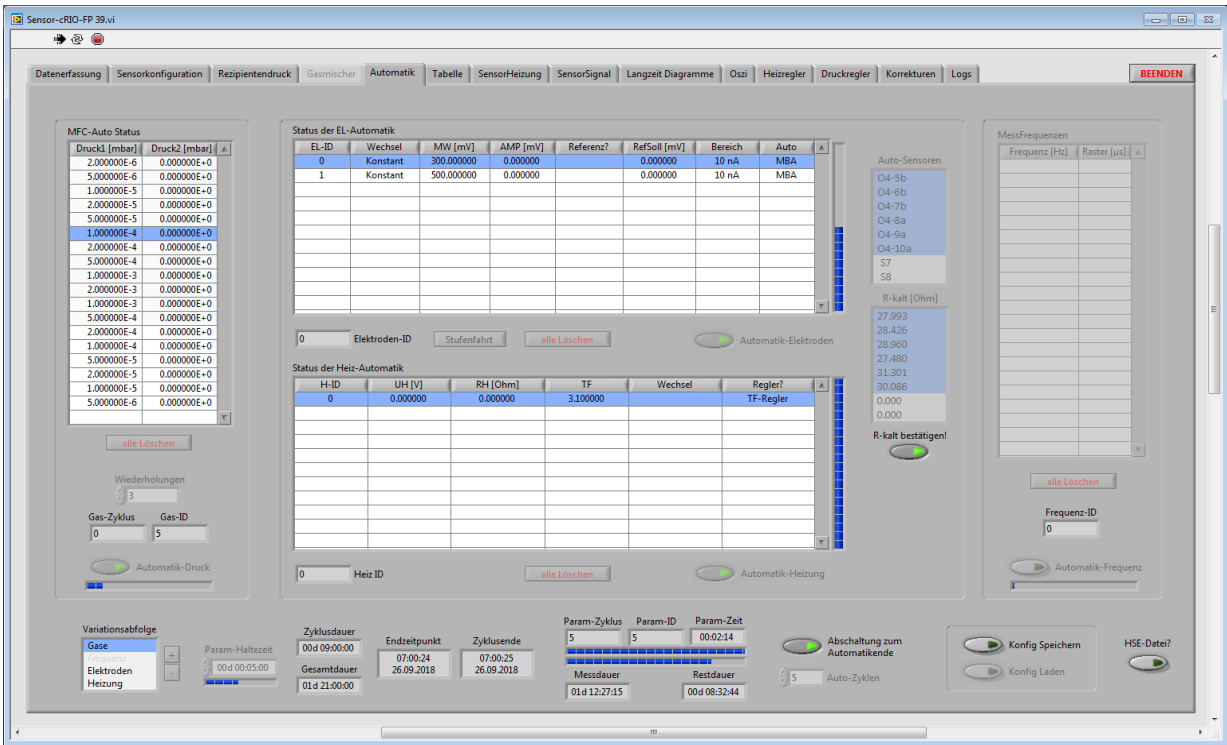 Sensor-cRIO-FP 39.vi
Datenerfassung Sensorkonfiguration Rezipientendruck Gasmischer Automatik Tabelle SensorHeizung SensorSignal Langzeit Diagramme Oszi Heizregler Druckregler Korrekturen Logs BEENDEN
MFC-Auto Status
Druck1 [mbar] Druck2 [mbar]
2.000000E-6 0.000000E+0
5.000000E-6 0.000000E+0
1.000000E-5 0.000000E+0
2.000000E-5 0.000000E+0
5.000000E-5 0.000000E+0
1.000000E-4 0.000000E+0
2.000000E-4 0.000000E+0
5.000000E-4 0.000000E+0
1.000000E-3 0.000000E+0
2.000000E-3 0.000000E+0
1.000000E-3 0.000000E+0
5.000000E-4 0.000000E+0
2.000000E-4 0.000000E+0
1.000000E-4 0.000000E+0
5.000000E-5 0.000000E+0
2.000000E-5 0.000000E+0
1.000000E-5 0.000000E+0
5.000000E-6 0.000000E+0
alle Löschen
Wiederholungen
3
Gas-Zyklus Gas-ID
0 5
Automatik-Druck
Status der EL-Automatik
EL-ID Wechsel MW [mV] AMP [mV] Referenz? RefSoll [mV] Bereich Auto
0 Konstant 300.000000 0.000000 0.000000 10 nA MBA
1 Konstant 500.000000 0.000000 0.000000 10 nA MBA
0 Elektroden-ID Stufenfahrt alle Löschen Automatik-Elektroden
Status der Heiz-Automatik
H-ID UH [V] RH [Ohm] TF Wechsel Regler?
0 0.000000 0.000000 3.100000 TF-Regler
0 Heiz ID alle Löschen Automatik-Heizung
Auto-Sensoren
O4-5b
O4-6b
O4-7b
O4-8a
O4-9a
O4-10a
S7
S8
R-kalt [Ohm]
27.993
28.426
28.960
27.480
31.301
30.086
0.000
0.000
R-kalt bestätigen!
MessFrequenzen
Frequenz [Hz] Raster [µs]
alle Löschen
Frequenz-ID
0
Automatik-Frequenz
Variationsabfolge
Gase
Frequenz
Elektroden
Heizung
+
-
Param-Haltezeit
00d 00:05:00
Zyklusdauer
00d 09:00:00
Gesamtdauer
01d 21:00:00
Endzeitpunkt
07:00:24
26.09.2018
Zyklusende
07:00:25
26.09.2018
Param-Zyklus Param-ID Param-Zeit
5 5 00:02:14
Messdauer Restdauer
01d 12:27:15 00d 08:32:44
Abschaltung zum
Automatikende
5 Auto-Zyklen
Konfig Speichern
Konfig Laden
HSE-Datei?